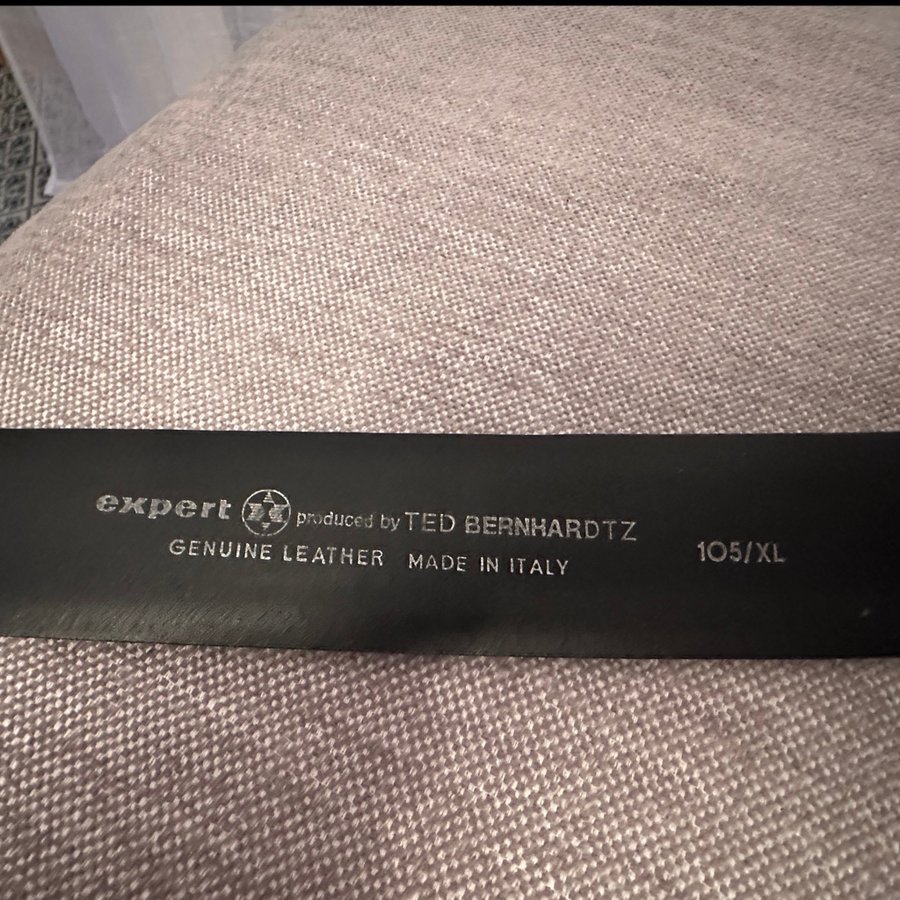 expert produced by TED BERNHARDTZ
GENUINE LEATHER MADE IN ITALY
105/XL